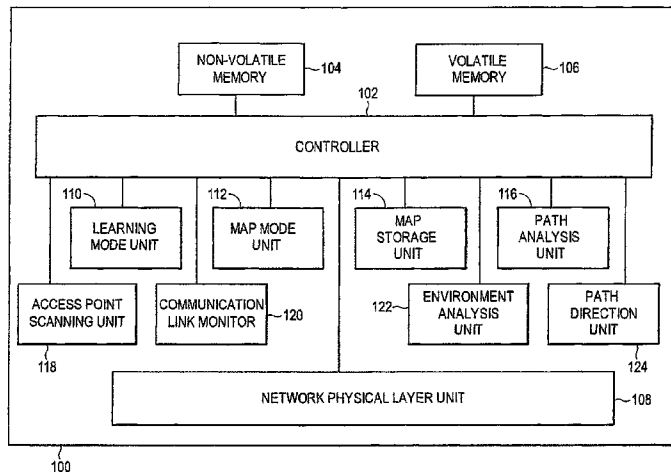 NON-VOLATILE
MEMORY
104
VOLATILE
MEMORY
106
102
CONTROLLER
110
LEARNING
MODE UNIT
112
MAP MODE
UNIT
114
MAP
STORAGE
UNIT
116
PATH
ANALYSIS
UNIT
ACCESS POINT
SCANNING UNIT
118
COMMUNICATION
LINK MONITOR
120
122
ENVIRONMENT
ANALYSIS
UNIT
PATH
DIRECTION
UNIT
124
NETWORK PHYSICAL LAYER UNIT
108
100